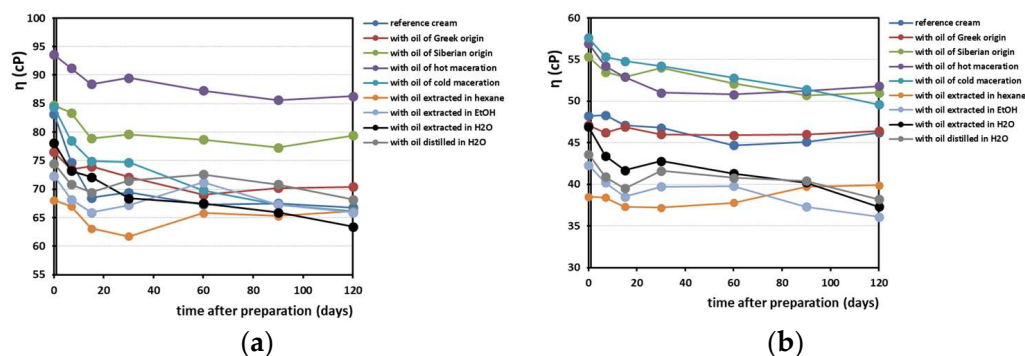 100
95
90
85
80
75
70
65
60
55
η (cP)
0 20 40 60 80 100 120
time after preparation (days)
reference cream
with oil of Greek origin
with oil of Siberian origin
with oil of hot maceration
with oil of cold maceration
with oil extracted in hexane
with oil extracted in EtOH
with oil extracted in H2O
with oil distilled in H2O
(a)
60
55
50
45
40
35
30
η (cP)
0 20 40 60 80 100 120
time after preparation (days)
reference cream
with oil of Greek origin
with oil of Siberian origin
with oil of hot maceration
with oil of cold maceration
with oil extracted in hexane
with oil extracted in EtOH
with oil extracted in H2O
with oil distilled in H2O
(b)